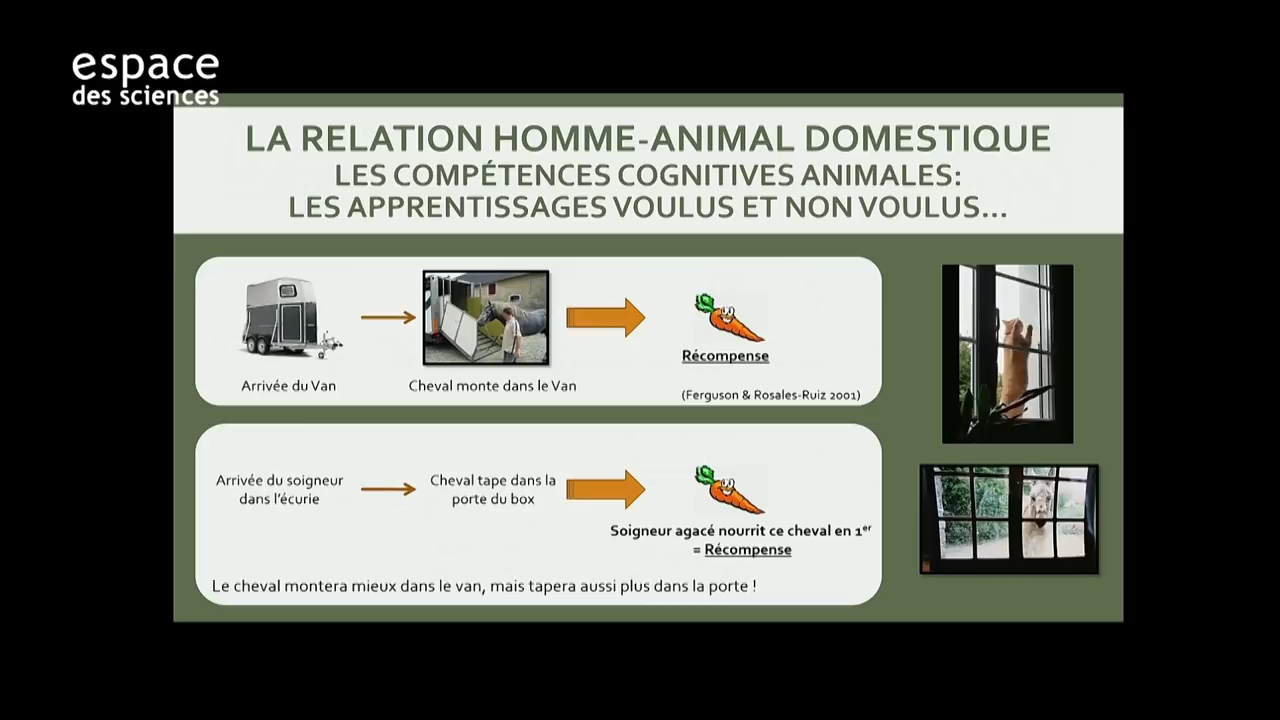 espace
des sciences
LA RELATION HOMME-ANIMAL DOMESTIQUE
LES COMPÉTENCES COGNITIVES ANIMALES:
LES APPRENTISSAGES VOULUS ET NON VOULUS...
Arrivée du Van
Cheval monte dans le Van
Récompense
(Ferguson & Rosales-Ruiz 2001)
Arrivée du soigneur
dans l'écurie
Cheval tape dans la
porte du box
Soigneur agacé nourrit ce cheval en 1er
= Récompense
Le cheval montera mieux dans le van, mais tapera aussi plus dans la porte !